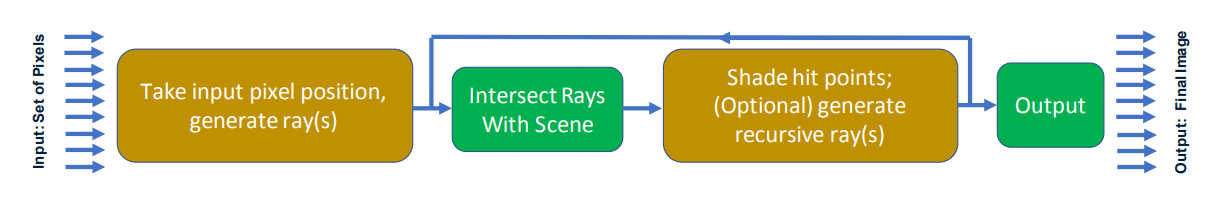 Input: Set of Pixels
Take input pixel position,
generate ray(s)
Intersect Rays
With Scene
Shade hit points;
(Optional) generate
recursive ray(s)
Output
Output: Final Image